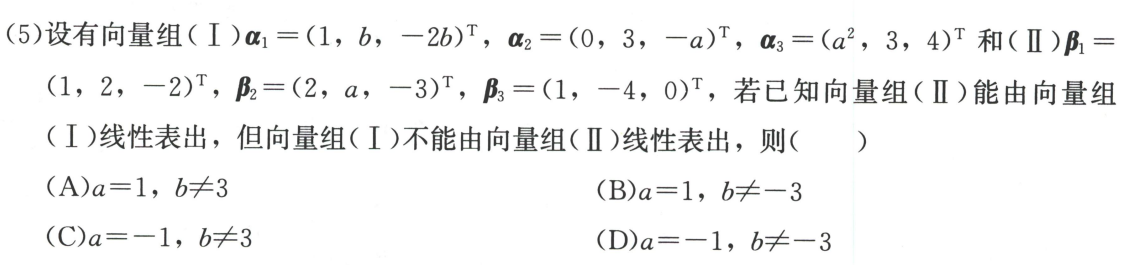 (5)设有向量组(Ⅰ)α₁=(1, b, −2b)ᵀ, α₂=(0, 3, −a)ᵀ, α₃=(a², 3, 4)ᵀ 和(Ⅱ)β₁=
(1, 2, −2)ᵀ, β₂=(2, a, −3)ᵀ, β₃=(1, −4, 0)ᵀ, 若已知向量组(Ⅱ)能由向量组
(Ⅰ)线性表出, 但向量组(Ⅰ)不能由向量组(Ⅱ)线性表出, 则( )
(A)a=1, b≠3 (B)a=1, b≠−3
(C)a=−1, b≠3 (D)a=−1, b≠−3